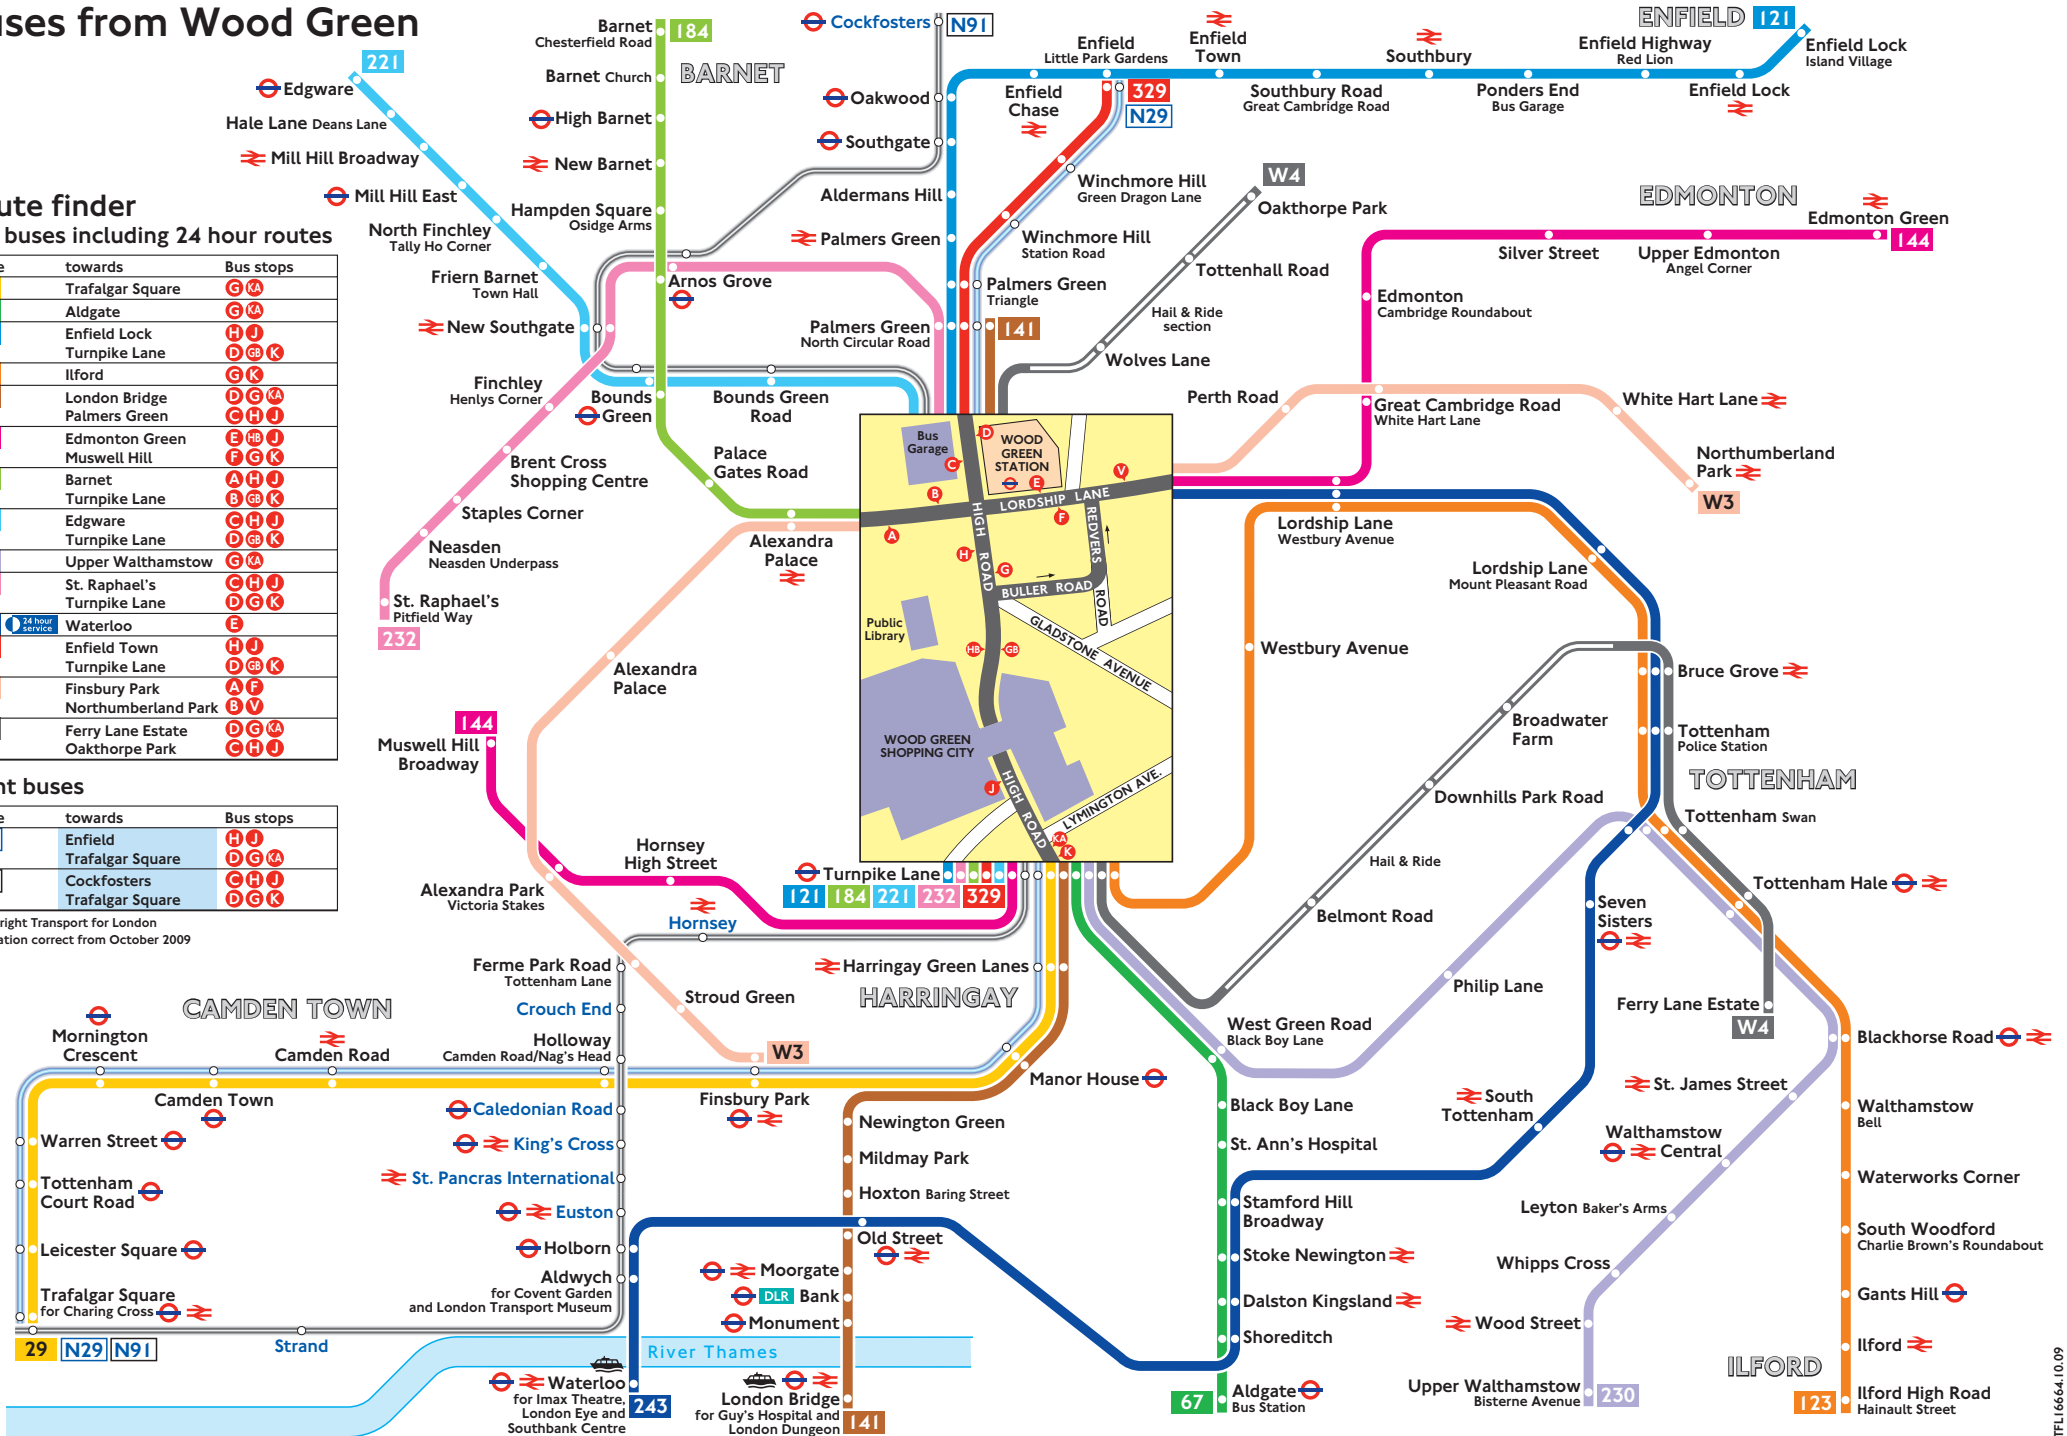 uses from Wood Green
ute finder
buses including 24 hour routes
e towards Bus stops
Trafalgar Square G KA
Aldgate G KA
Enfield Lock H J
Turnpike Lane D GB K
Ilford G K
London Bridge D G KA
Palmers Green C H J
Edmonton Green E HB J
Muswell Hill F G K
Barnet A H J
Turnpike Lane B GB K
Edgware C H J
Turnpike Lane D GB K
Upper Walthamstow G KA
St. Raphael's C H J
Turnpike Lane D G K
24 hour
service
Waterloo E
Enfield Town H J
Turnpike Lane D GB K
Finsbury Park A F
Northumberland Park B V
Ferry Lane Estate D G KA
Oakthorpe Park C H J
nt buses
e towards Bus stops
Enfield H J
Trafalgar Square D G KA
Cockfosters C H J
Trafalgar Square D G K
right Transport for London
ation correct from October 2009
221
Edgware
Hale Lane Deans Lane
Mill Hill Broadway
Mill Hill East
North Finchley
Tally Ho Corner
Friern Barnet
Town Hall
New Southgate
Finchley
Henlys Corner
Bounds
Green
Bounds Green
Road
Brent Cross
Shopping Centre
Staples Corner
Neasden
Neasden Underpass
St. Raphael's
Pitfield Way
232
Barnet
Chesterfield Road
184
BARNET
Barnet Church
High Barnet
New Barnet
Hampden Square
Osidge Arms
Arnos Grove
Palace
Gates Road
Alexandra
Palace
Cockfosters
N91
Oakwood
Southgate
Aldermans Hill
Palmers Green
Palmers Green
North Circular Road
Enfield
Chase
Enfield
Little Park Gardens
329
N29
Enfield
Town
Southbury Road
Great Cambridge Road
Southbury
Ponders End
Bus Garage
Enfield Highway
Red Lion
Enfield Lock
ENFIELD
121
Enfield Lock
Island Village
Winchmore Hill
Green Dragon Lane
Winchmore Hill
Station Road
Palmers Green
Triangle
141
W4
Oakthorpe Park
Tottenhall Road
Hail & Ride
section
Wolves Lane
EDMONTON
Edmonton Green
144
Silver Street
Upper Edmonton
Angel Corner
Edmonton
Cambridge Roundabout
Perth Road
Great Cambridge Road
White Hart Lane
White Hart Lane
Northumberland
Park
W3
Lordship Lane
Westbury Avenue
Lordship Lane
Mount Pleasant Road
Westbury Avenue
Bruce Grove
Tottenham
Police Station
TOTTENHAM
Tottenham Swan
Broadwater
Farm
Downhills Park Road
Hail & Ride
Belmont Road
Tottenham Hale
Seven
Sisters
Ferry Lane Estate
W4
Philip Lane
West Green Road
Black Boy Lane
Bus
Garage
WOOD
GREEN
STATION
D
C
B
E
V
F
A
H
G
HB
GB
J
KA
K
LORDSHIP LANE
HIGH ROAD
REDVERS ROAD
BULLER ROAD
GLADSTONE AVENUE
Public
Library
WOOD GREEN
SHOPPING CITY
HIGH ROAD
LYMINGTON AVE.
Alexandra
Palace
144
Muswell Hill
Broadway
Hornsey
High Street
Alexandra Park
Victoria Stakes
Turnpike Lane
121 184 221 232 329
Hornsey
Harringay Green Lanes
HARRINGAY
Ferme Park Road
Tottenham Lane
Stroud Green
Crouch End
Holloway
Camden Road/Nag's Head
W3
Finsbury Park
Manor House
CAMDEN TOWN
Mornington
Crescent
Camden Road
Camden Town
Warren Street
Tottenham
Court Road
Leicester Square
Trafalgar Square
for Charing Cross
29 N29 N91
Strand
Caledonian Road
King's Cross
St. Pancras International
Euston
Holborn
Aldwych
for Covent Garden
and London Transport Museum
River Thames
Waterloo
for Imax Theatre,
London Eye and
Southbank Centre
243
Newington Green
Mildmay Park
Hoxton Baring Street
Old Street
Moorgate
DLR Bank
Monument
London Bridge
for Guy's Hospital and
London Dungeon
141
Black Boy Lane
St. Ann's Hospital
Stamford Hill
Broadway
Stoke Newington
Dalston Kingsland
Shoreditch
67
Aldgate
Bus Station
South
Tottenham
Blackhorse Road
St. James Street
Walthamstow
Central
Leyton Baker's Arms
Whipps Cross
Wood Street
Upper Walthamstow
Bisterne Avenue
230
Walthamstow
Bell
Waterworks Corner
South Woodford
Charlie Brown's Roundabout
Gants Hill
Ilford
ILFORD
123
Ilford High Road
Hainault Street
TFL16664.10.09